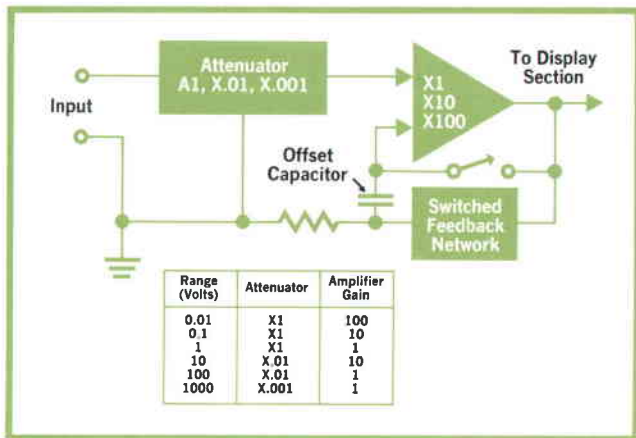 Attenuator
A1, X.01, X.001
Input
X1
X10
X100
To Display
Section
Offset
Capacitor
Switched
Feedback
Network
Range
(Volts) Attenuator Amplifier
Gain
0.01 X1 100
0.1 X1 10
1 X1 1
10 X.01 10
100 X.01 1
1000 X.001 1